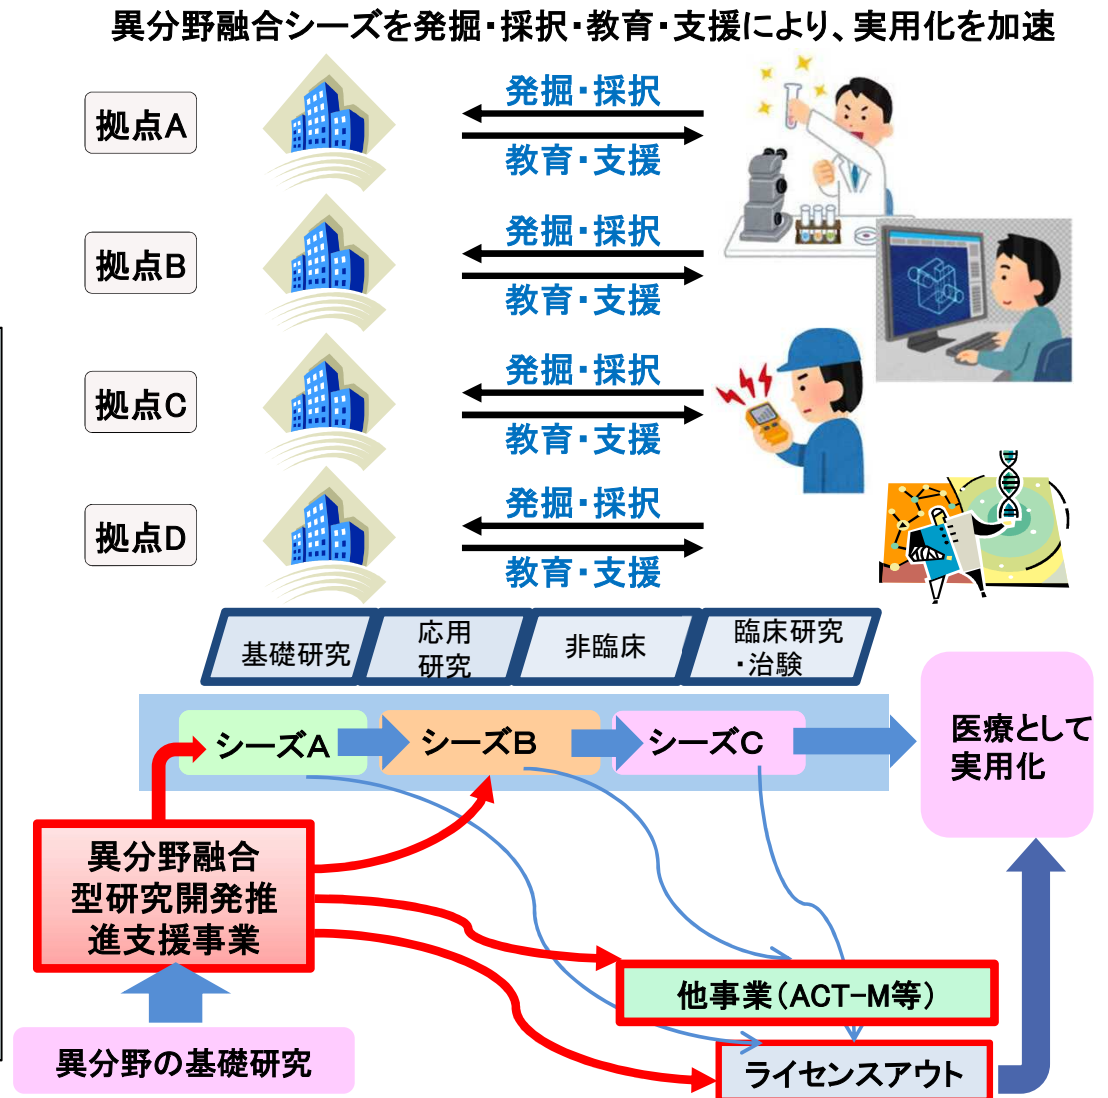 異分野融合シーズを発掘・採択・教育・支援により、実用化を加速
拠点A
発掘・採択
教育・支援
拠点B
発掘・採択
教育・支援
拠点C
発掘・採択
教育・支援
拠点D
発掘・採択
教育・支援
基礎研究
応用
研究
非臨床
臨床研究
・治験
シーズA
シーズB
シーズC
医療として
実用化
異分野融合
型研究開発推
進支援事業
他事業（ACT-M等）
異分野の基礎研究
ライセンスアウト